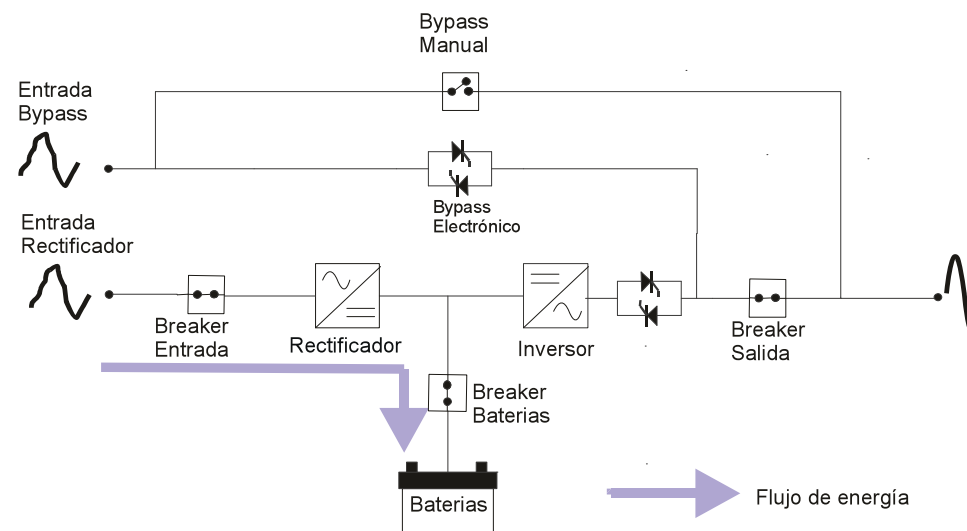 Bypass
Manual
Entrada
Bypass
Bypass
Electrónico
Entrada
Rectificador
Breaker
Entrada
Rectificador
Inversor
Breaker
Salida
Breaker
Baterias
Baterias
Flujo de energía